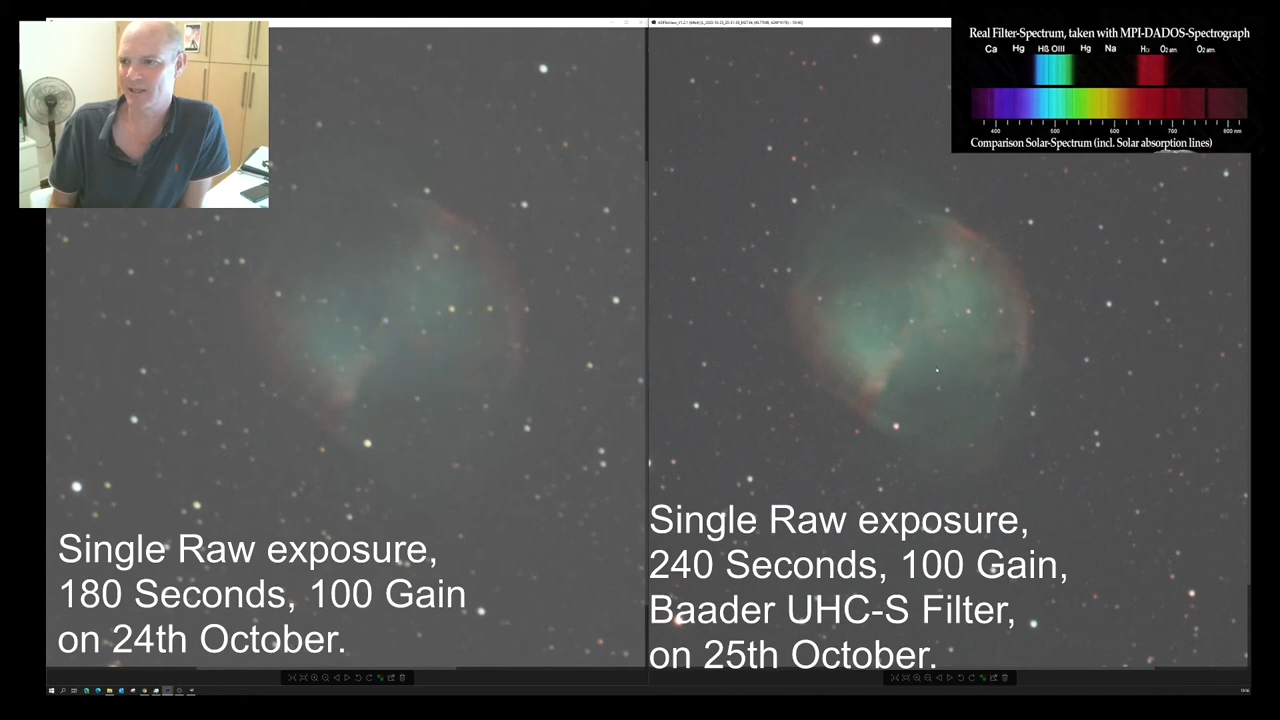 Real Filter-Spectrum, taken with MPI-DADOS-Spectrograph
Ca Hg Hß OIII Hg Na Hα O₂ atm O₂ atm
400 500 600 700 800 nm
Comparison Solar-Spectrum (incl. Solar absorption lines)
Single Raw exposure,
180 Seconds, 100 Gain
on 24th October.
Single Raw exposure,
240 Seconds, 100 Gain,
Baader UHC-S Filter,
on 25th October.